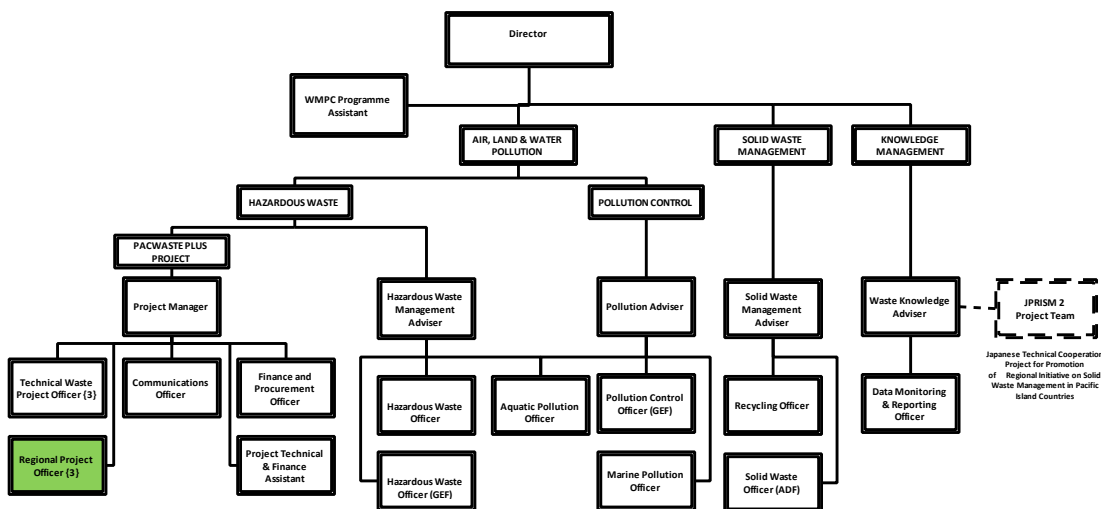 Director
WMPC Programme
Assistant
AIR, LAND & WATER
POLLUTION
SOLID WASTE
MANAGEMENT
KNOWLEDGE
MANAGEMENT
HAZARDOUS WASTE
POLLUTION CONTROL
PACWASTE PLUS
PROJECT
Project Manager
Hazardous Waste
Management
Adviser
Pollution Adviser
Solid Waste
Management
Adviser
Waste Knowledge
Adviser
JPRISM 2
Project Team
Japanese Technical Cooperation
Project for Promotion
of Regional Initiative on Solid
Waste Management in Pacific
Island Countries
Technical Waste
Project Officer {3}
Communications
Officer
Finance and
Procurement
Officer
Hazardous Waste
Officer
Aquatic Pollution
Officer
Pollution Control
Officer (GEF)
Recycling Officer
Data Monitoring
& Reporting
Officer
Regional Project
Officer {3}
Project Technical
& Finance
Assistant
Hazardous Waste
Officer (GEF)
Marine Pollution
Officer
Solid Waste
Officer (ADF)